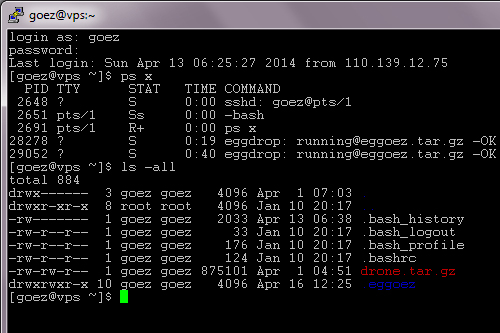 goez@vps:~
login as: goez
password:
Last login: Sun Apr 13 06:25:27 2014 from 110.139.12.75
[goez@vps ~]$ ps x
PID TTY STAT TIME COMMAND
2648 ? S 0:00 sshd: goez@pts/1
2651 pts/1 Ss 0:00 -bash
2691 pts/1 R+ 0:00 ps x
28278 ? S 0:19 eggdrop: running@eggoez.tar.gz -OK
29052 ? S 0:40 eggdrop: running@eggoez.tar.gz -OK
[goez@vps ~]$ ls -all
total 884
drwx------ 3 goez goez 4096 Apr 1 07:03 .
drwxr-xr-x 8 root root 4096 Jan 10 20:17
-rw------- 1 goez goez 2033 Apr 13 06:38 .bash_history
-rw-r--r-- 1 goez goez 33 Jan 10 20:17 .bash_logout
-rw-r--r-- 1 goez goez 176 Jan 10 20:17 .bash_profile
-rw-r--r-- 1 goez goez 124 Jan 10 20:17 .bashrc
-rw-r--r-- 1 goez goez 875101 Apr 1 04:51 drone.tar.gz
drwxrwxr-x 10 goez goez 4096 Apr 16 12:25 .eggoez
[goez@vps ~]$